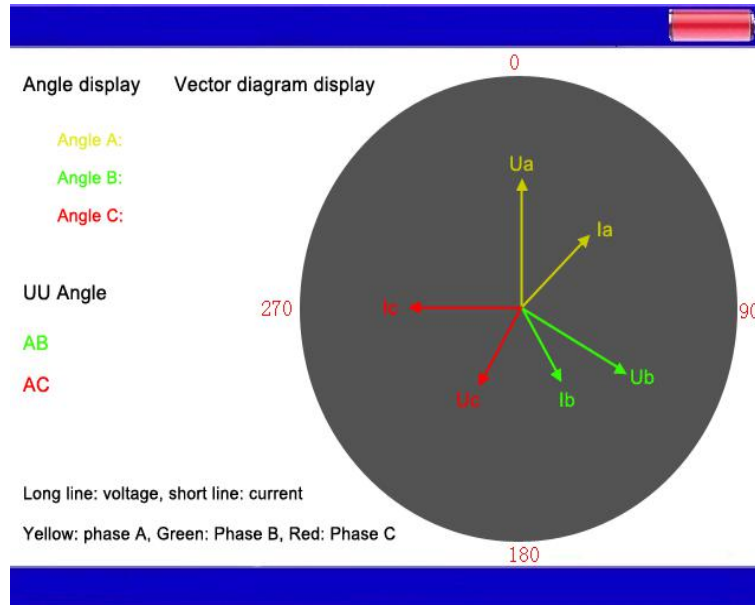 Angle display Vector diagram display
Angle A:
Angle B:
Angle C:
UU Angle
AB
AC
Long line: voltage, short line: current
Yellow: phase A, Green: Phase B, Red: Phase C
0
Ua
Ia
270
Ic
90
Ub
Uc
Ib
180